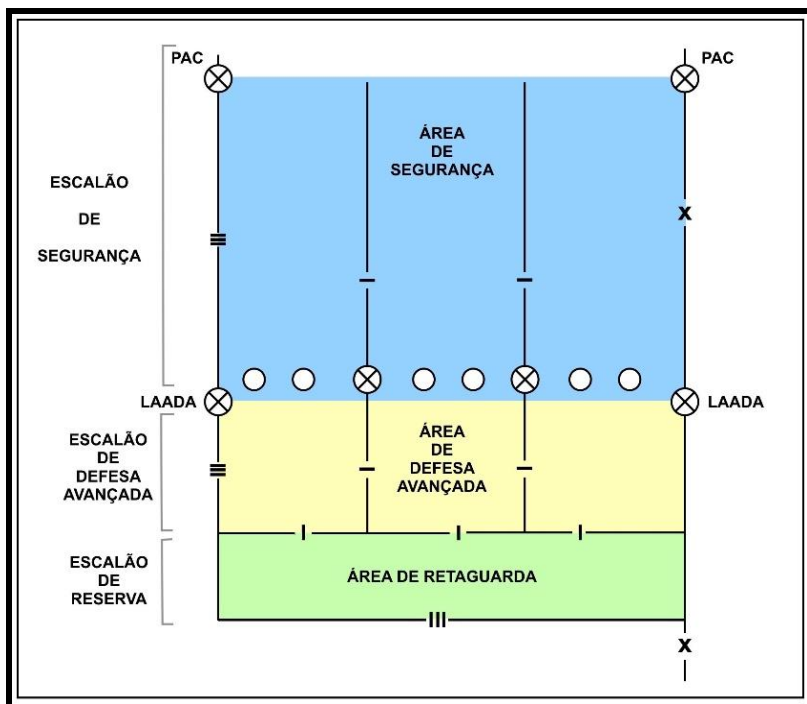 PAC
PAC
ÁREA
DE
SEGURANÇA
ESCALÃO
DE
SEGURANÇA
X
LAADA
LAADA
ESCALÃO
DE
DEFESA
AVANÇADA
ÁREA
DE
DEFESA
AVANÇADA
ESCALÃO
DE
RESERVA
ÁREA DE RETAGUARDA
III
X